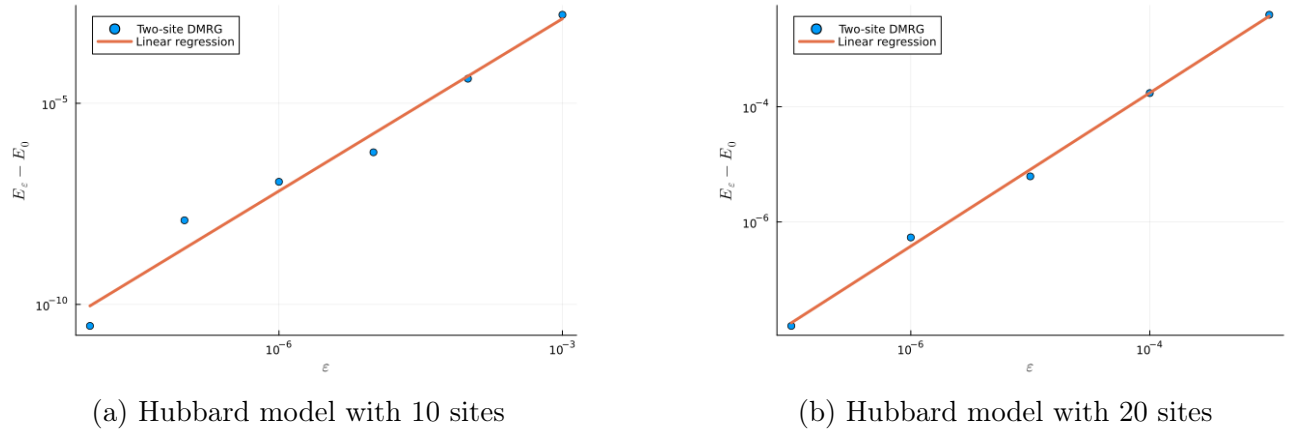 Two-site DMRG
Linear regression
10⁻⁵
10⁻¹⁰
E_ε − E₀
10⁻⁶
10⁻³
ε
(a) Hubbard model with 10 sites
Two-site DMRG
Linear regression
10⁻⁴
10⁻⁶
E_ε − E₀
10⁻⁶
10⁻⁴
ε
(b) Hubbard model with 20 sites